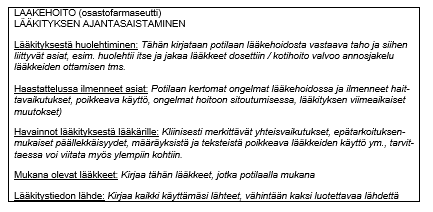 LÄÄKEHOITO (osastofarmaseutti)
LÄÄKITYKSEN AJANTASAISTAMINEN
Lääkityksestä huolehtiminen: Tähän kirjataan potilaan lääkehoidosta vastaava taho ja siihen
liittyvät asiat, esim. huolehtii itse ja jakaa lääkkeet dosettiin / kotihoito valvoo annosjakelu
lääkkeiden ottamisen tms.
Haastattelussa ilmenneet asiat: Potilaan kertomat ongelmat lääkehoidossa ja ilmenneet hait-
tavaikutukset, poikkeava käyttö, ongelmat hoitoon sitoutumisessa, lääkityksen viimeaikaiset
muutokset)
Havainnot lääkityksestä lääkärille: Kliinisesti merkittävät yhteisvaikutukset, epätarkoituksen-
mukaiset päällekkäisyydet, määräyksistä ja teksteistä poikkeava lääkkeiden käyttö ym., tarvit-
taessa voi viitata myös ylempiin kohtiin.
Mukana olevat lääkkeet: Kirjaa tähän lääkkeet, jotka potilaalla mukana
Lääkitystiedon lähde: Kirjaa kaikki käyttämäsi lähteet, vähintään kaksi luotettavaa lähdettä